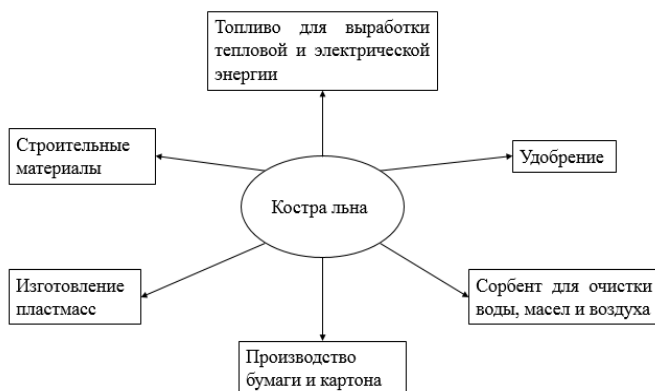 Топливо для выработки
тепловой и электрической
энергии
Строительные
материалы
Удобрение
Костра льна
Изготовление
пластмасс
Сорбент для очистки
воды, масел и воздуха
Производство
бумаги и картона